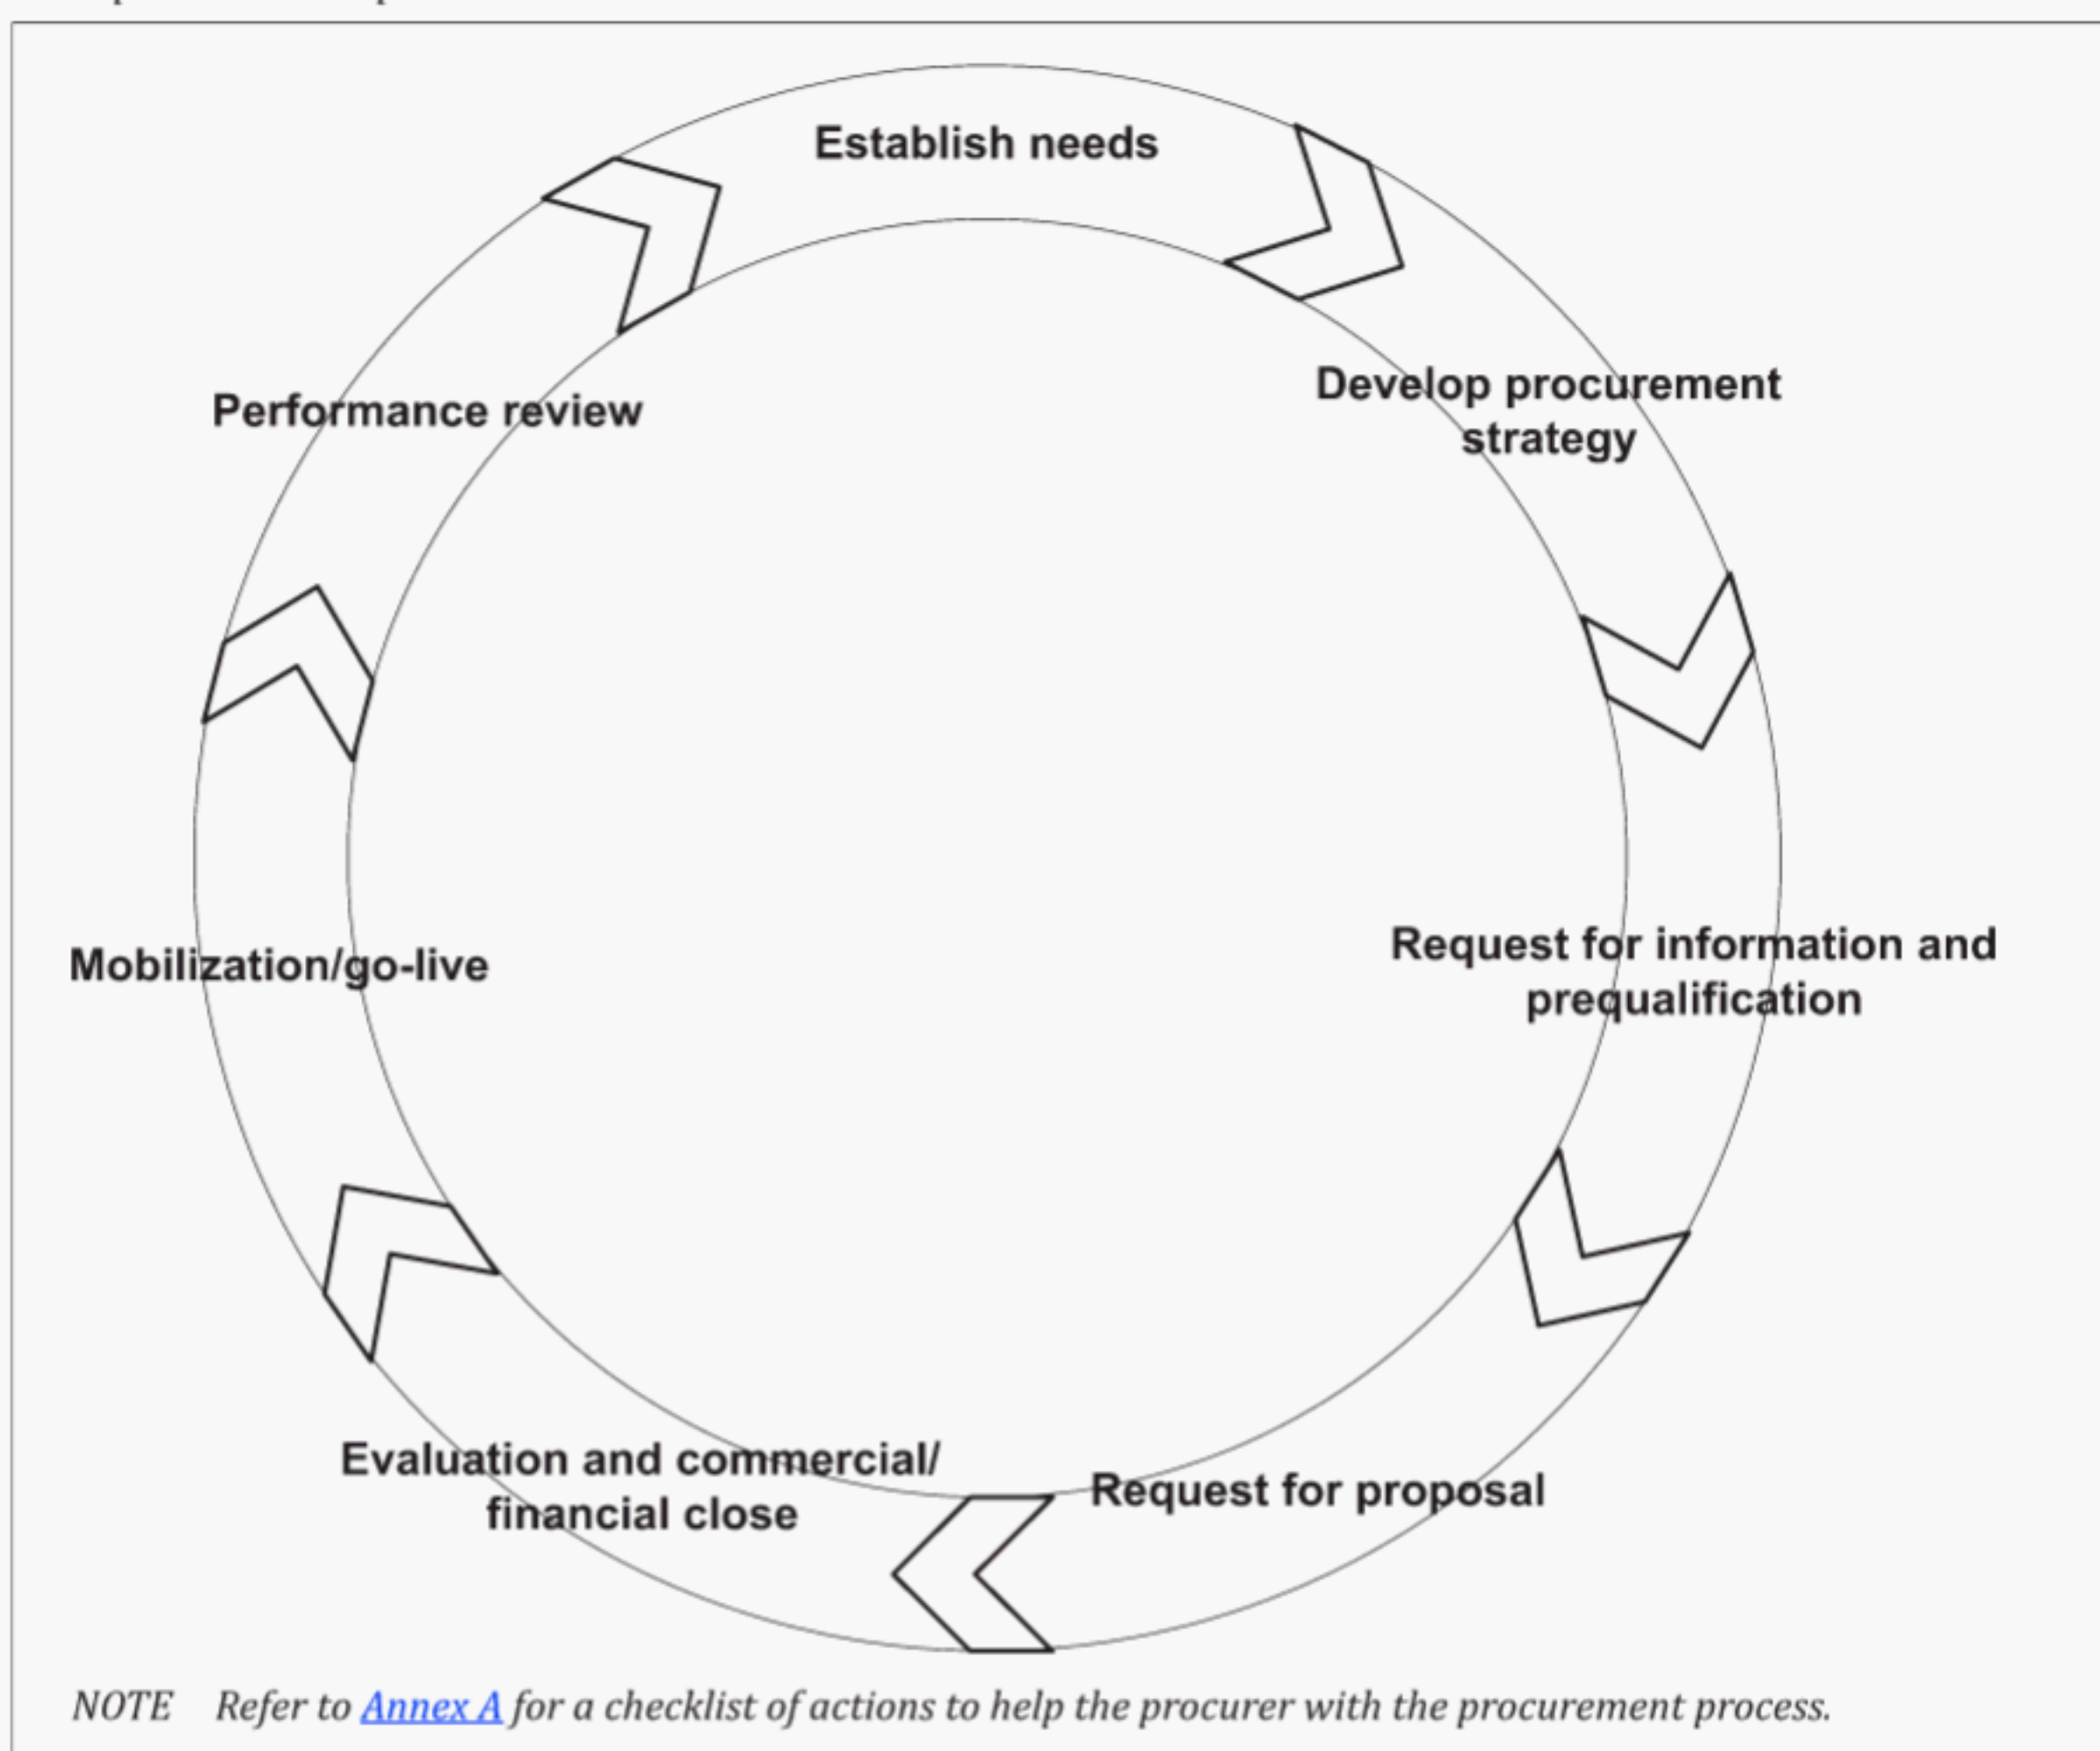 Establish needs
Develop procurement
strategy
Request for information and
prequalification
Request for proposal
Evaluation and commercial/
financial close
Mobilization/go-live
Performance review
NOTE Refer to Annex A for a checklist of actions to help the procurer with the procurement process.